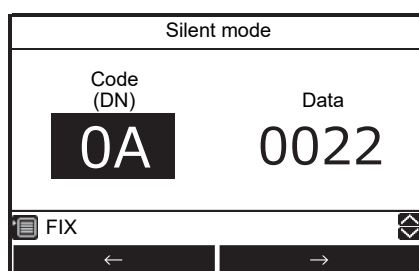 Silent mode
Code
(DN)
Data
0A
0022
FIX
← →